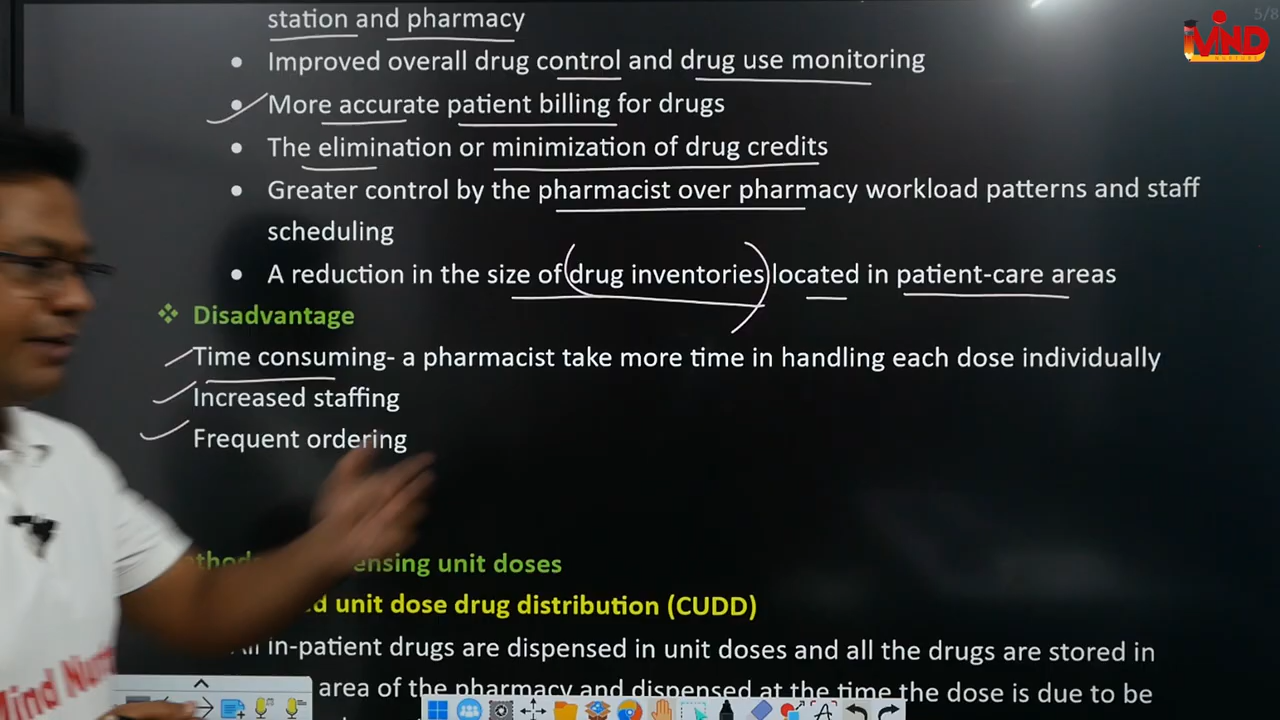 5/8
station and pharmacy
MIND
• Improved overall drug control and drug use monitoring
• More accurate patient billing for drugs
• The elimination or minimization of drug credits
• Greater control by the pharmacist over pharmacy workload patterns and staff
scheduling
• A reduction in the size of drug inventories located in patient-care areas
❖ Disadvantage
Time consuming- a pharmacist take more time in handling each dose individually
Increased staffing
Frequent ordering
unit doses
unit dose drug distribution (CUDD)
in-patient drugs are dispensed in unit doses and all the drugs are stored in
area of the pharmacy and dispensed at the time the dose is due to be
Mind